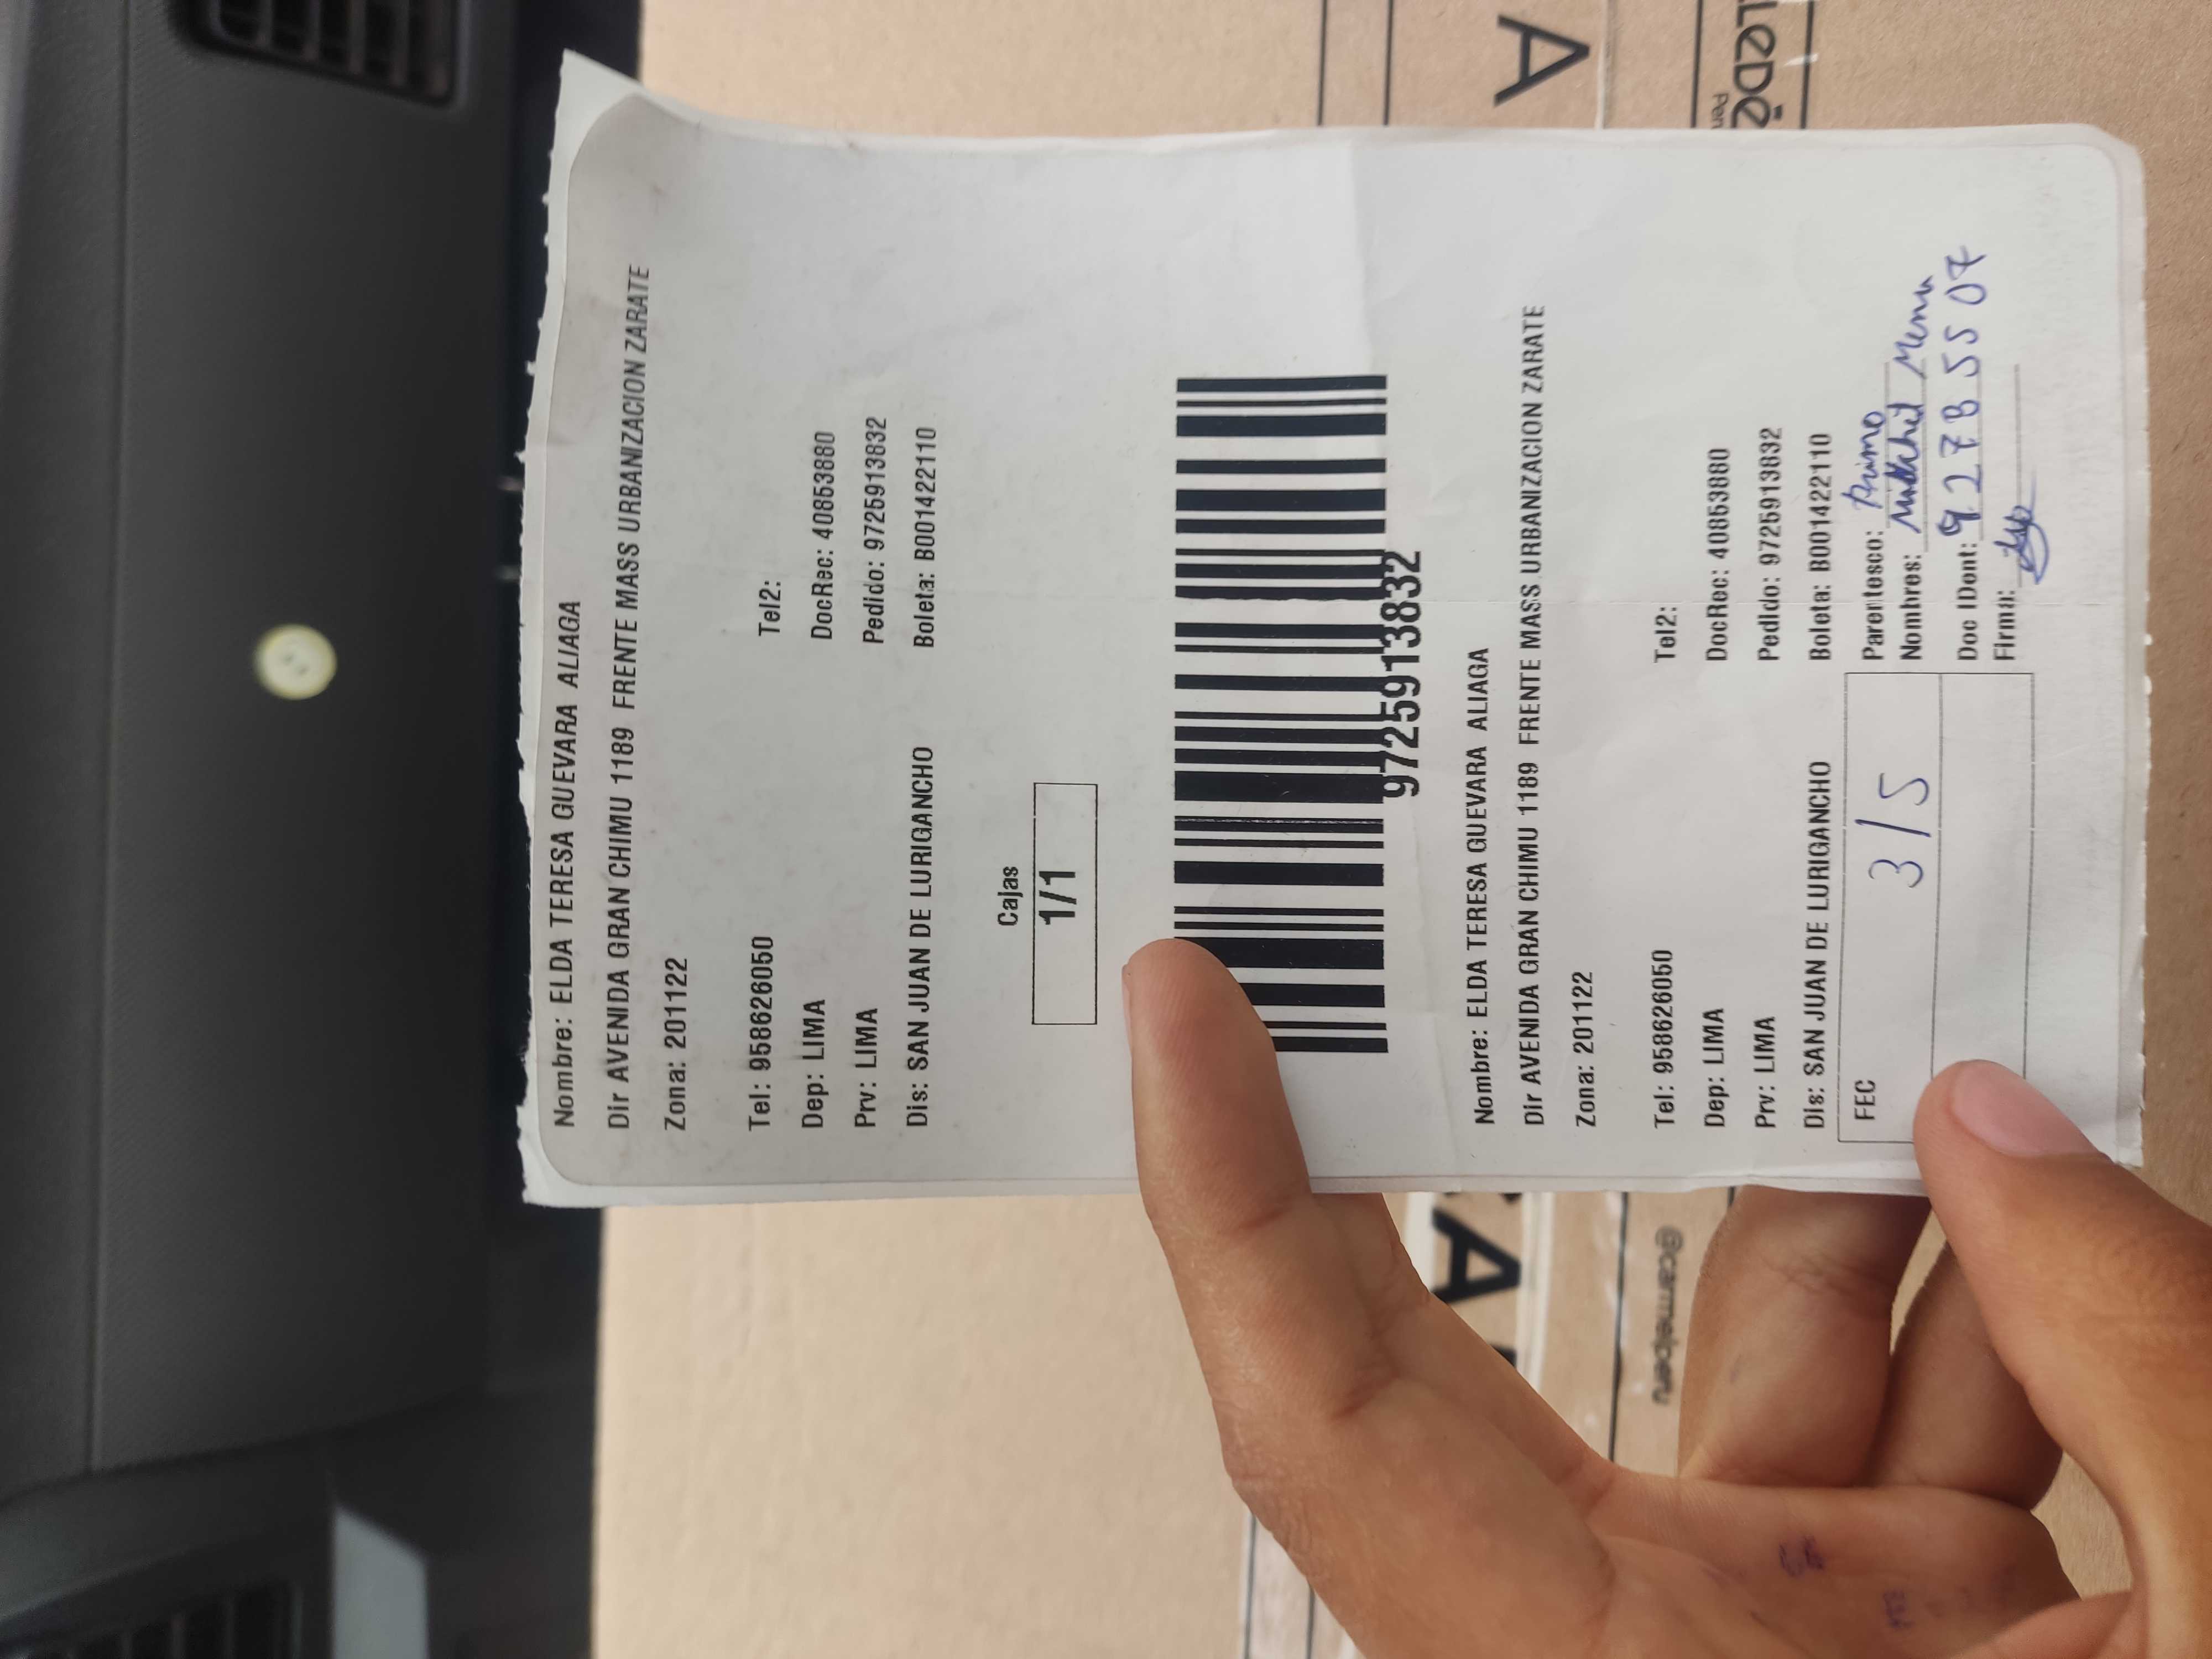 Nombre: ELDA TERESA GUEVARA ALIAGA
Dir AVENIDA GRAN CHIMU 1189 FRENTE MASS URBANIZACION ZARATE
Zona: 201122
Tel: 958626050 Tel2:
Dep: LIMA DocRec: 40853880
Prv: LIMA Pedido: 972591383​2
Dis: SAN JUAN DE LURIGANCHO Boleta: B001422110
Cajas
1/1
9725913832
Nombre: ELDA TERESA GUEVARA ALIAGA
Dir AVENIDA GRAN CHIMU 1189 FRENTE MASS URBANIZACION ZARATE
Zona: 201122
Tel: 958626050 Tel2:
Dep: LIMA DocRec: 40853880
Prv: LIMA Pedido: 9725913832
Dis: SAN JUAN DE LURIGANCHO Boleta: B001422110
FEC 3/5
Parentesco: Primo
Nombres:
Doc IDent:
Firma:
A
LEDĒ
@carmelperu